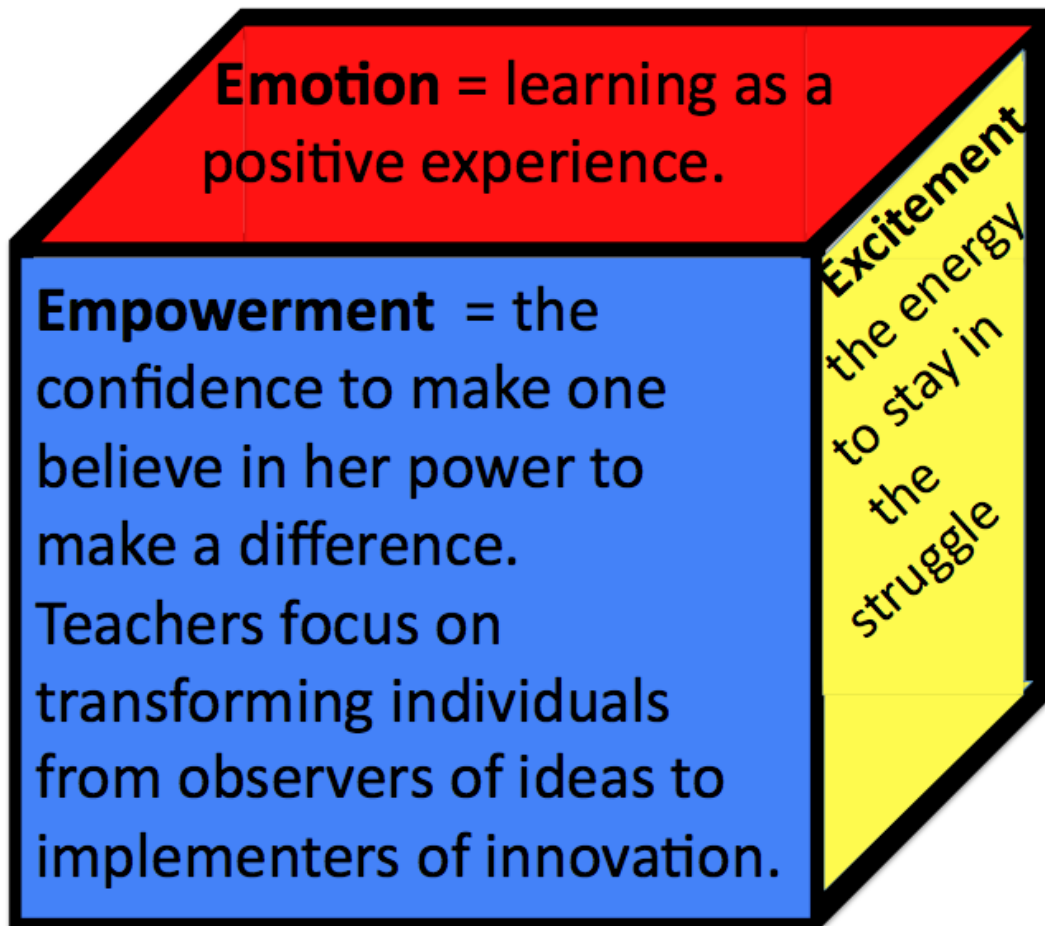 Emotion = learning as a
positive experience.
Empowerment = the
confidence to make one
believe in her power to
make a difference.
Teachers focus on
transforming individuals
from observers of ideas to
implementers of innovation.
Excitement
the energy
to stay in
the
struggle